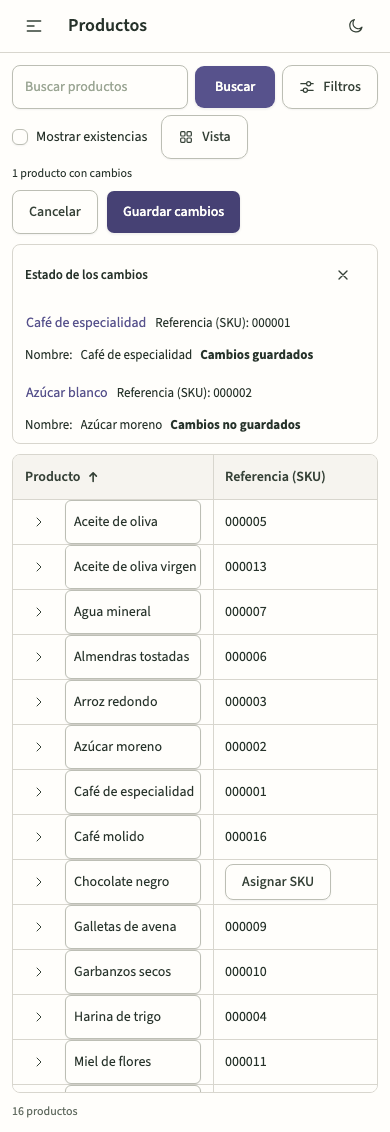 Productos
Buscar productos
Buscar
Filtros
Mostrar existencias
Vista
1 producto con cambios
Cancelar
Guardar cambios
Estado de los cambios
Café de especialidad Referencia (SKU): 000001
Nombre: Café de especialidad Cambios guardados
Azúcar blanco Referencia (SKU): 000002
Nombre: Azúcar moreno Cambios no guardados
Producto Referencia (SKU)
Aceite de oliva 000005
Aceite de oliva virgen 000013
Agua mineral 000007
Almendras tostadas 000006
Arroz redondo 000003
Azúcar moreno 000002
Café de especialidad 000001
Café molido 000016
Chocolate negro Asignar SKU
Galletas de avena 000009
Garbanzos secos 000010
Harina de trigo 000004
Miel de flores 000011
16 productos